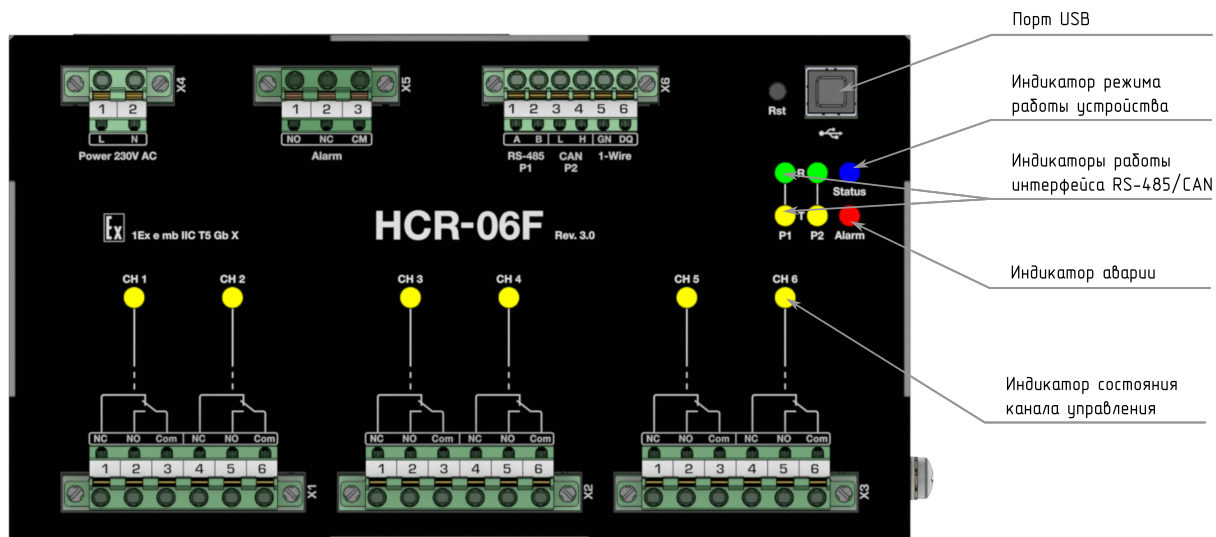 Порт USB
Индикатор режима
работы устройства
Индикаторы работы
интерфейса RS-485/CAN
Индикатор аварии
Индикатор состояния
канала управления
X4
1 2
L N
Power 230V AC
X5
1 2 3
NO NC CM
Alarm
X6
1 2 3 4 5 6
A B L H GN DQ
RS-485 CAN 1-Wire
P1 P2
Rst
R
Status
T
P1 P2 Alarm
Ex 1Ex e mb IIC T5 Gb X
HCR-06F Rev. 3.0
CH 1 CH 2 CH 3 CH 4 CH 5 CH 6
NC NO Com NC NO Com
1 2 3 4 5 6
X1
NC NO Com NC NO Com
1 2 3 4 5 6
X2
NC NO Com NC NO Com
1 2 3 4 5 6
X3